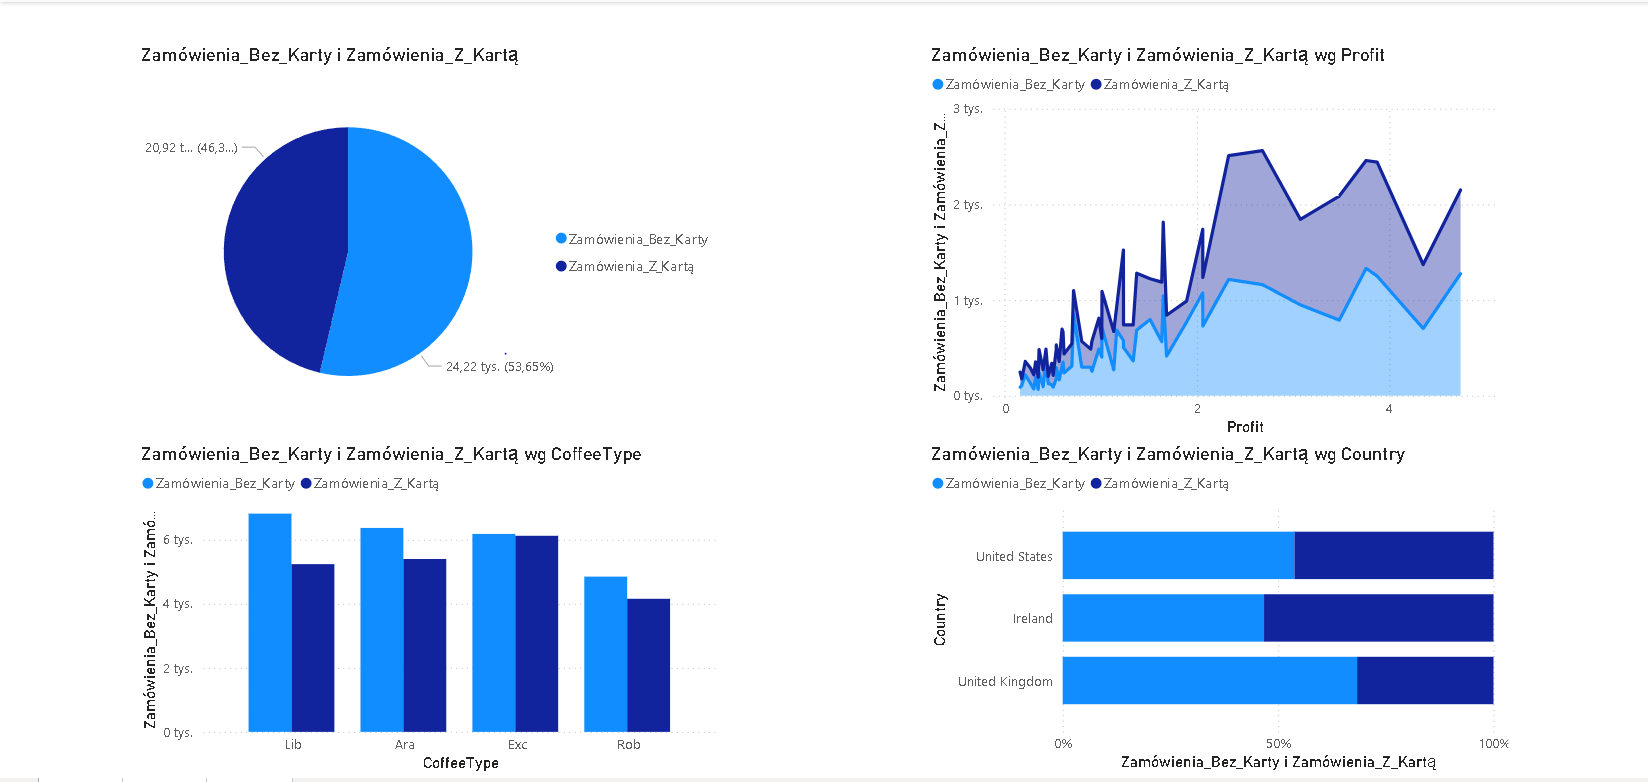 Zamówienia_Bez_Karty i Zamówienia_Z_Kartą
20,92 t... (46,3...)
24,22 tys. (53,65%)
Zamówienia_Bez_Karty
Zamówienia_Z_Kartą
Zamówienia_Bez_Karty i Zamówienia_Z_Kartą wg Profit
Zamówienia_Bez_Karty Zamówienia_Z_Kartą
Zamówienia_Bez_Karty i Zamówienia_Z...
3 tys.
2 tys.
1 tys.
0 tys.
0 2 4
Profit
Zamówienia_Bez_Karty i Zamówienia_Z_Kartą wg CoffeeType
Zamówienia_Bez_Karty Zamówienia_Z_Kartą
Zamówienia_Bez_Karty i Zamó...
6 tys.
4 tys.
2 tys.
0 tys.
Lib Ara Exc Rob
CoffeeType
Zamówienia_Bez_Karty i Zamówienia_Z_Kartą wg Country
Zamówienia_Bez_Karty Zamówienia_Z_Kartą
Country
United States
Ireland
United Kingdom
0% 50% 100%
Zamówienia_Bez_Karty i Zamówienia_Z_Kartą